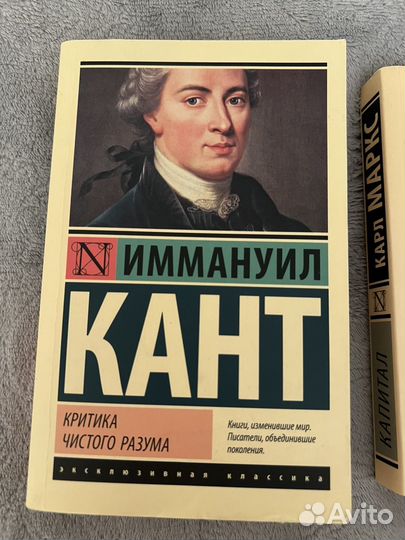 N
ИММАНУИЛ
КАНТ
КРИТИКА
ЧИСТОГО РАЗУМА
Книги, изменившие мир.
Писатели, объединившие
поколения.
эксклюзивная классика
N КАРЛ МАРКС
КАПИТАЛ
Avito